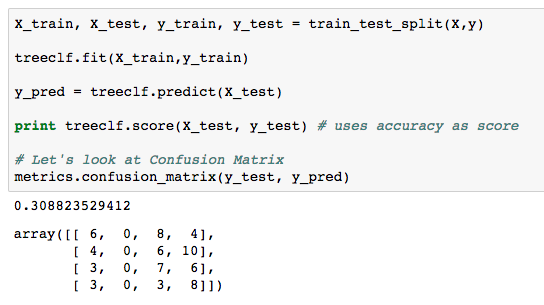 X_train, X_test, y_train, y_test = train_test_split(X,y)
treeclf.fit(X_train,y_train)
y_pred = treeclf.predict(X_test)
print treeclf.score(X_test, y_test) # uses accuracy as score
# Let's look at Confusion Matrix
metrics.confusion_matrix(y_test, y_pred)
0.308823529412
array([[ 6,  0,  8,  4],
       [ 4,  0,  6, 10],
       [ 3,  0,  7,  6],
       [ 3,  0,  3,  8]])